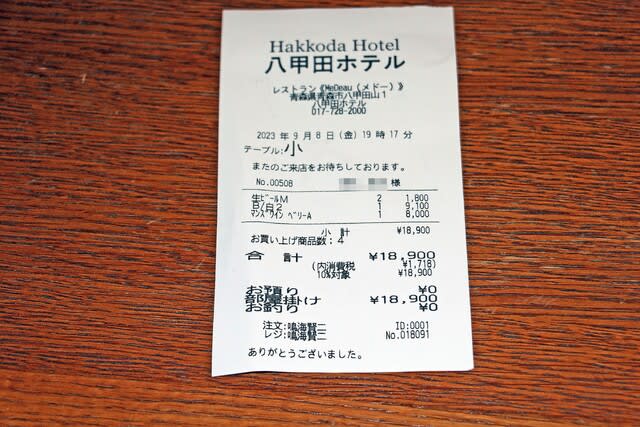 Hakkoda Hotel
八甲田ホテル
レストラン《MeDeau(メドー)》
青森県青森市八甲田山1
八甲田ホテル
017-728-2000
2023 年 9 月 8 日(金) 19 時 17 分
テーブル:小
またのご来店をお待ちしております。
No.00508 様
生ビールM 2 1,800
B/白2 1 9,100
マンズワイン ベリーA 1 8,000
小 計 ¥18,900
お買い上げ商品数: 4
合 計 ¥18,900
(内消費税 ¥1,718)
10%対象 ¥18,900
お預り ¥0
部屋掛け ¥18,900
お釣り ¥0
注文:鳴海賢二 ID:0001
レジ:鳴海賢三 No.018091
ありがとうございました。